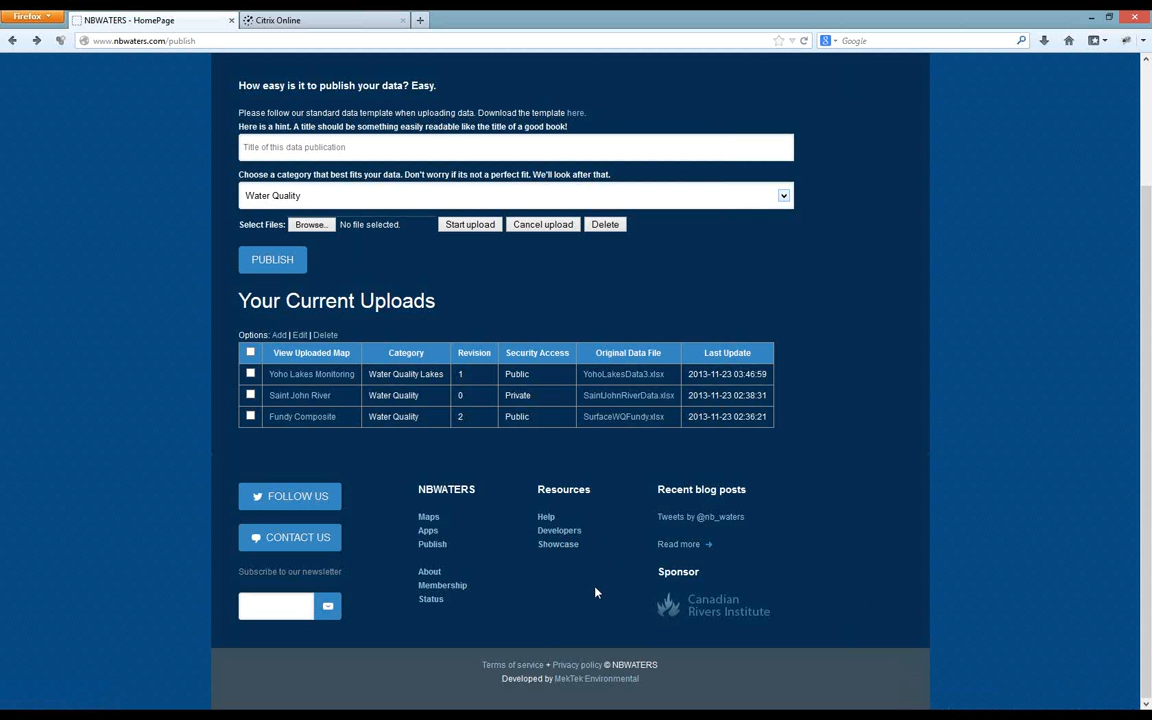 Firefox
NBWATERS - HomePage
Citrix Online
www.nbwaters.com/publish
Google
How easy is it to publish your data? Easy.
Please follow our standard data template when uploading data. Download the template here.
Here is a hint. A title should be something easily readable like the title of a good book!
Title of this data publication
Choose a category that best fits your data. Don't worry if its not a perfect fit. We'll look after that.
Water Quality
Select Files: Browse.. No file selected. Start upload Cancel upload Delete
PUBLISH
Your Current Uploads
Options: Add | Edit | Delete
View Uploaded Map Category Revision Security Access Original Data File Last Update
Yoho Lakes Monitoring Water Quality Lakes 1 Public YohoLakesData3.xlsx 2013-11-23 03:46:59
Saint John River Water Quality 0 Private SaintJohnRiverData.xlsx 2013-11-23 02:38:31
Fundy Composite Water Quality 2 Public SurfaceWQFundy.xlsx 2013-11-23 02:36:21
FOLLOW US
CONTACT US
Subscribe to our newsletter
NBWATERS
Maps
Apps
Publish
About
Membership
Status
Resources
Help
Developers
Showcase
Recent blog posts
Tweets by @nb_waters
Read more
Sponsor
Canadian
Rivers Institute
Terms of service + Privacy policy © NBWATERS
Developed by MekTek Environmental